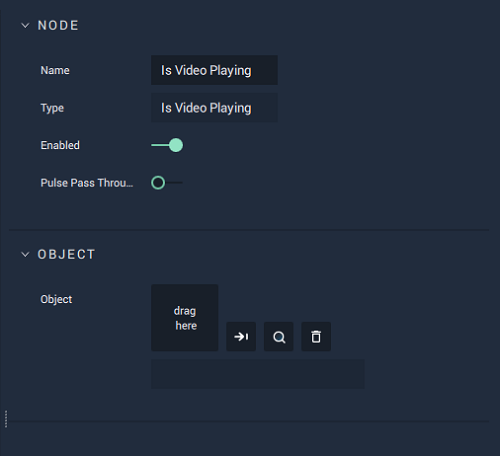 NODE
Name
Is Video Playing
Type
Is Video Playing
Enabled
Pulse Pass Throu...
OBJECT
Object
drag
here